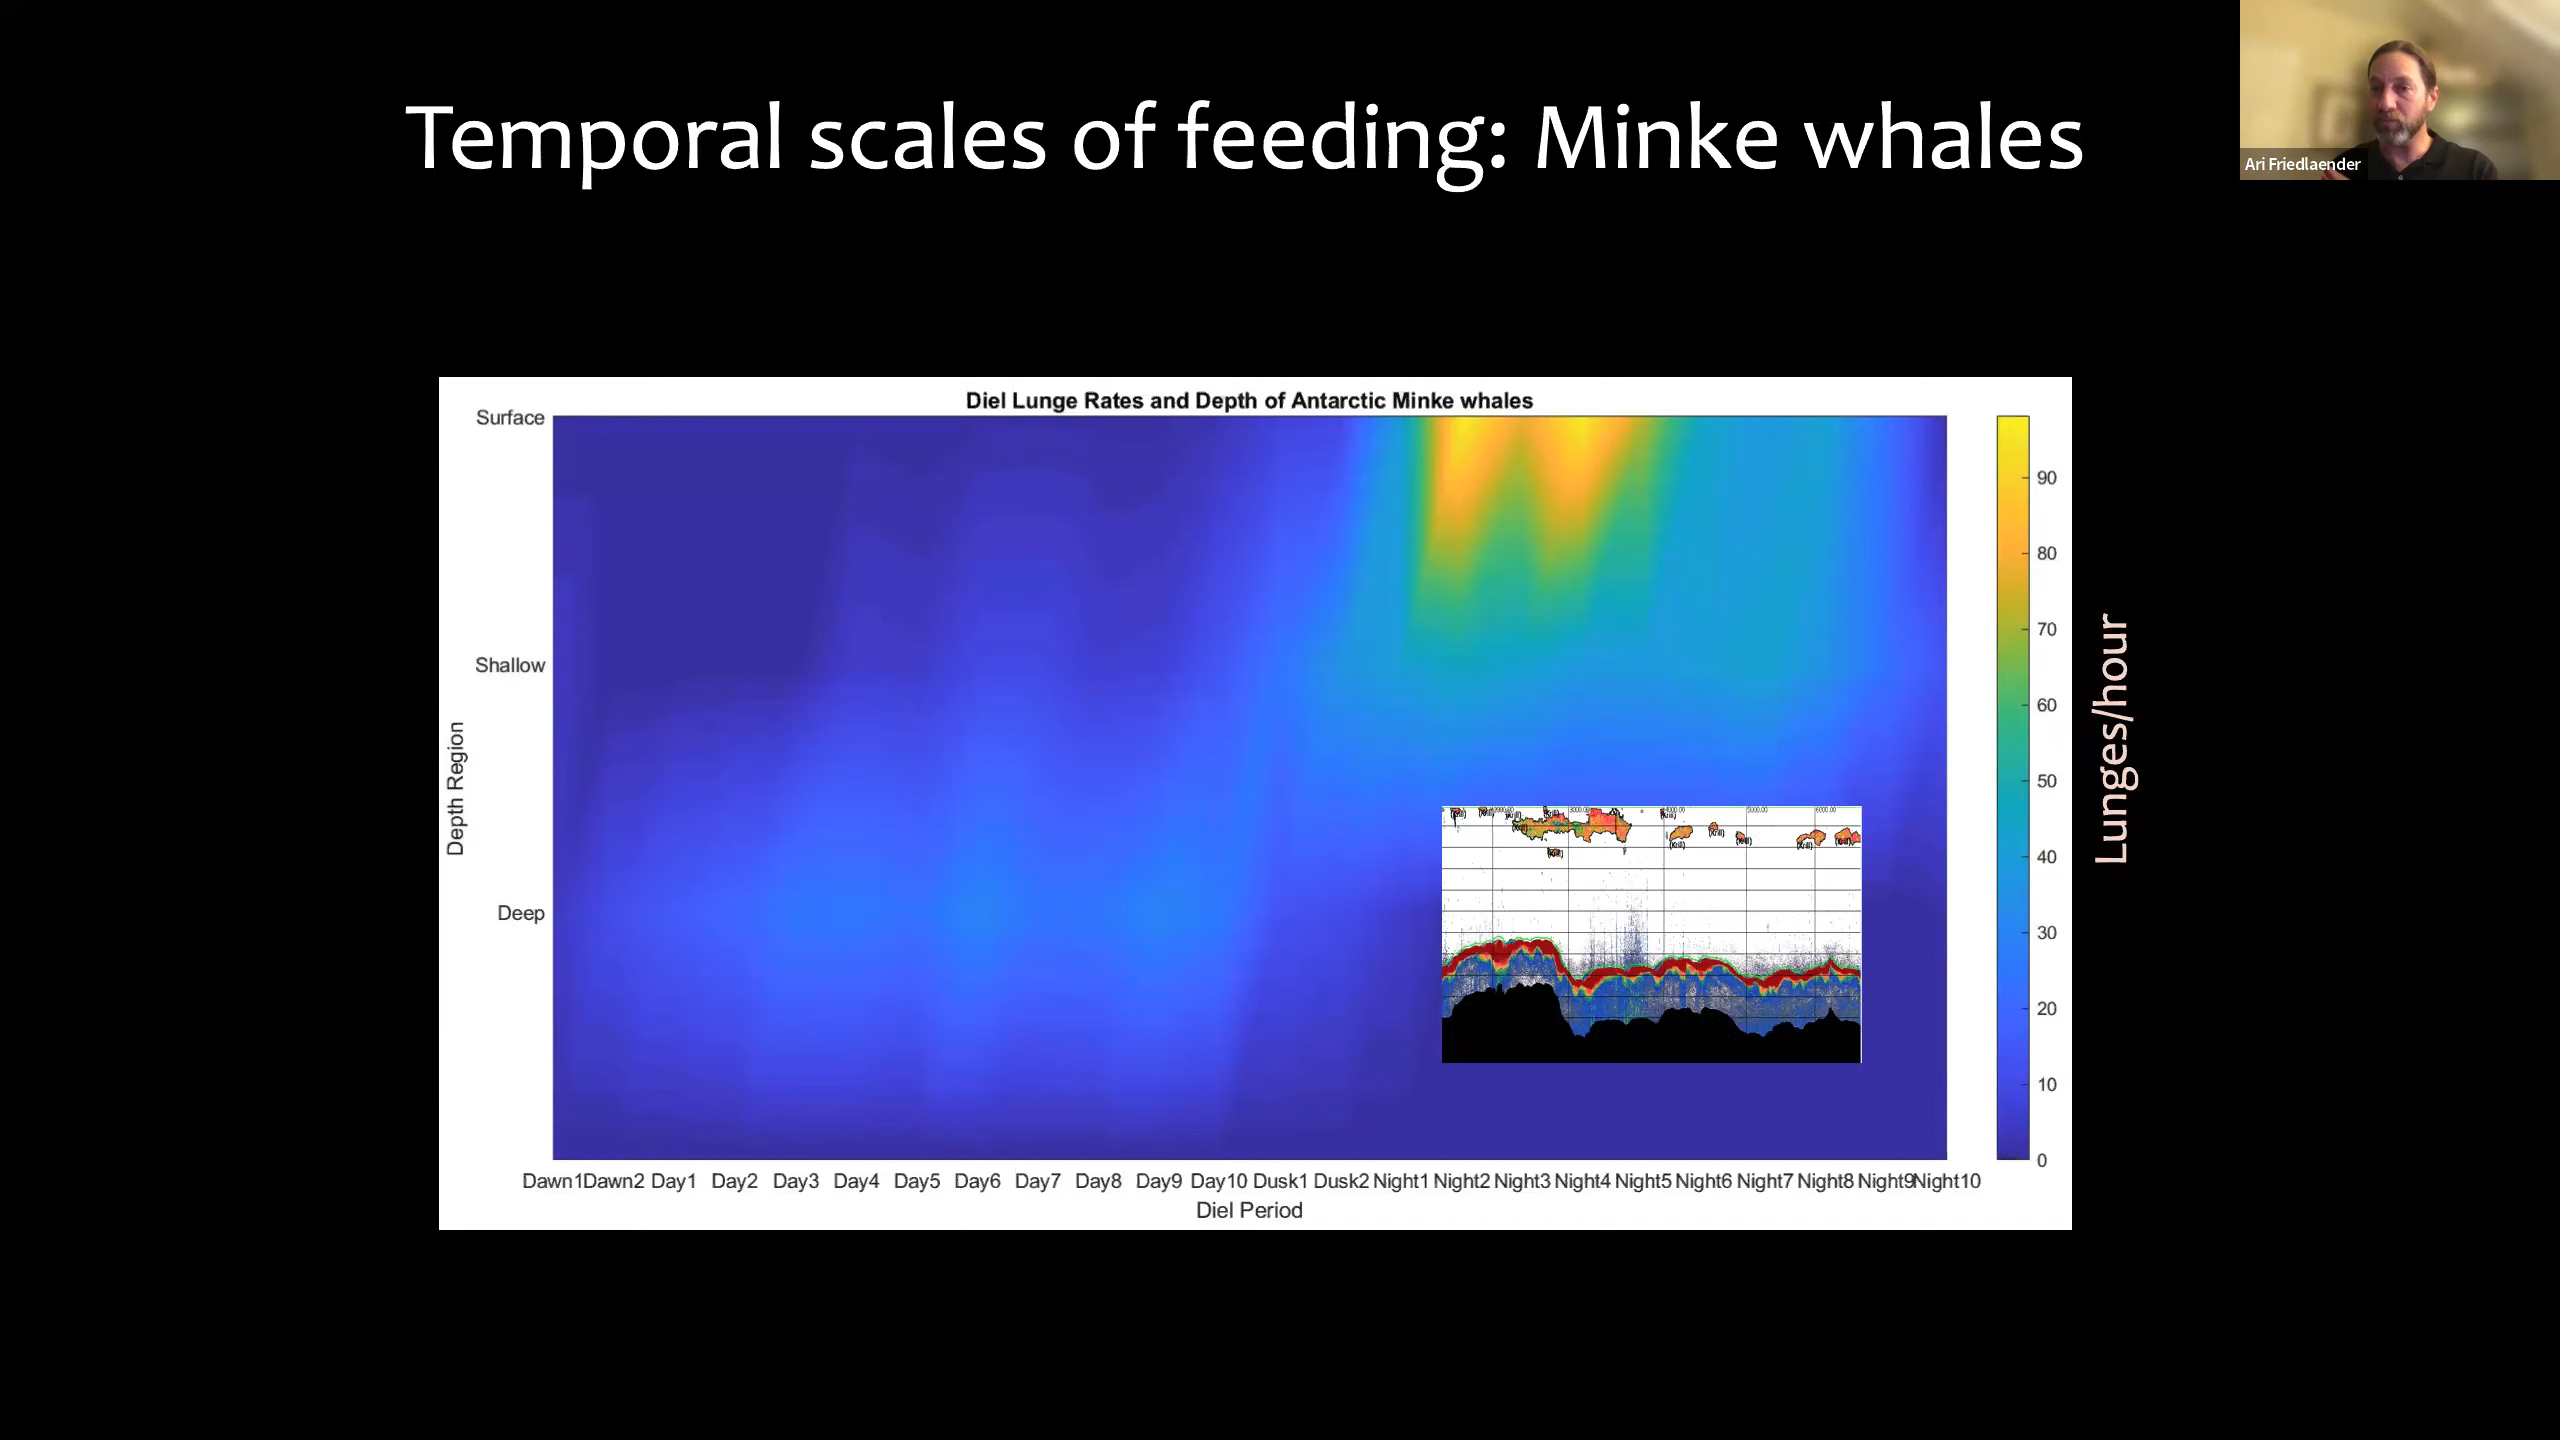 Temporal scales of feeding: Minke whales
Ari Friedlaender
Diel Lunge Rates and Depth of Antarctic Minke whales
Surface
Shallow
Deep
Depth Region
90
80
70
60
50
40
30
20
10
0
Lunges/hour
Dawn1 Dawn2 Day1 Day2 Day3 Day4 Day5 Day6 Day7 Day8 Day9 Day10 Dusk1 Dusk2 Night1 Night2 Night3 Night4 Night5 Night6 Night7 Night8 Night9 Night10
Diel Period